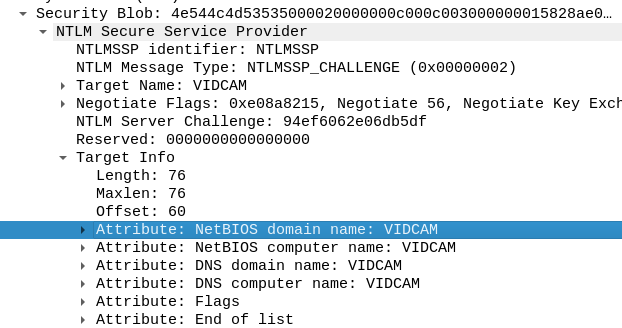 Security Blob: 4e544c4d53535000020000000c000c003000000015828ae0…
NTLM Secure Service Provider
NTLMSSP identifier: NTLMSSP
NTLM Message Type: NTLMSSP_CHALLENGE (0x00000002)
Target Name: VIDCAM
Negotiate Flags: 0xe08a8215, Negotiate 56, Negotiate Key Exch
NTLM Server Challenge: 94ef6062e06db5df
Reserved: 0000000000000000
Target Info
Length: 76
Maxlen: 76
Offset: 60
Attribute: NetBIOS domain name: VIDCAM
Attribute: NetBIOS computer name: VIDCAM
Attribute: DNS domain name: VIDCAM
Attribute: DNS computer name: VIDCAM
Attribute: Flags
Attribute: End of list